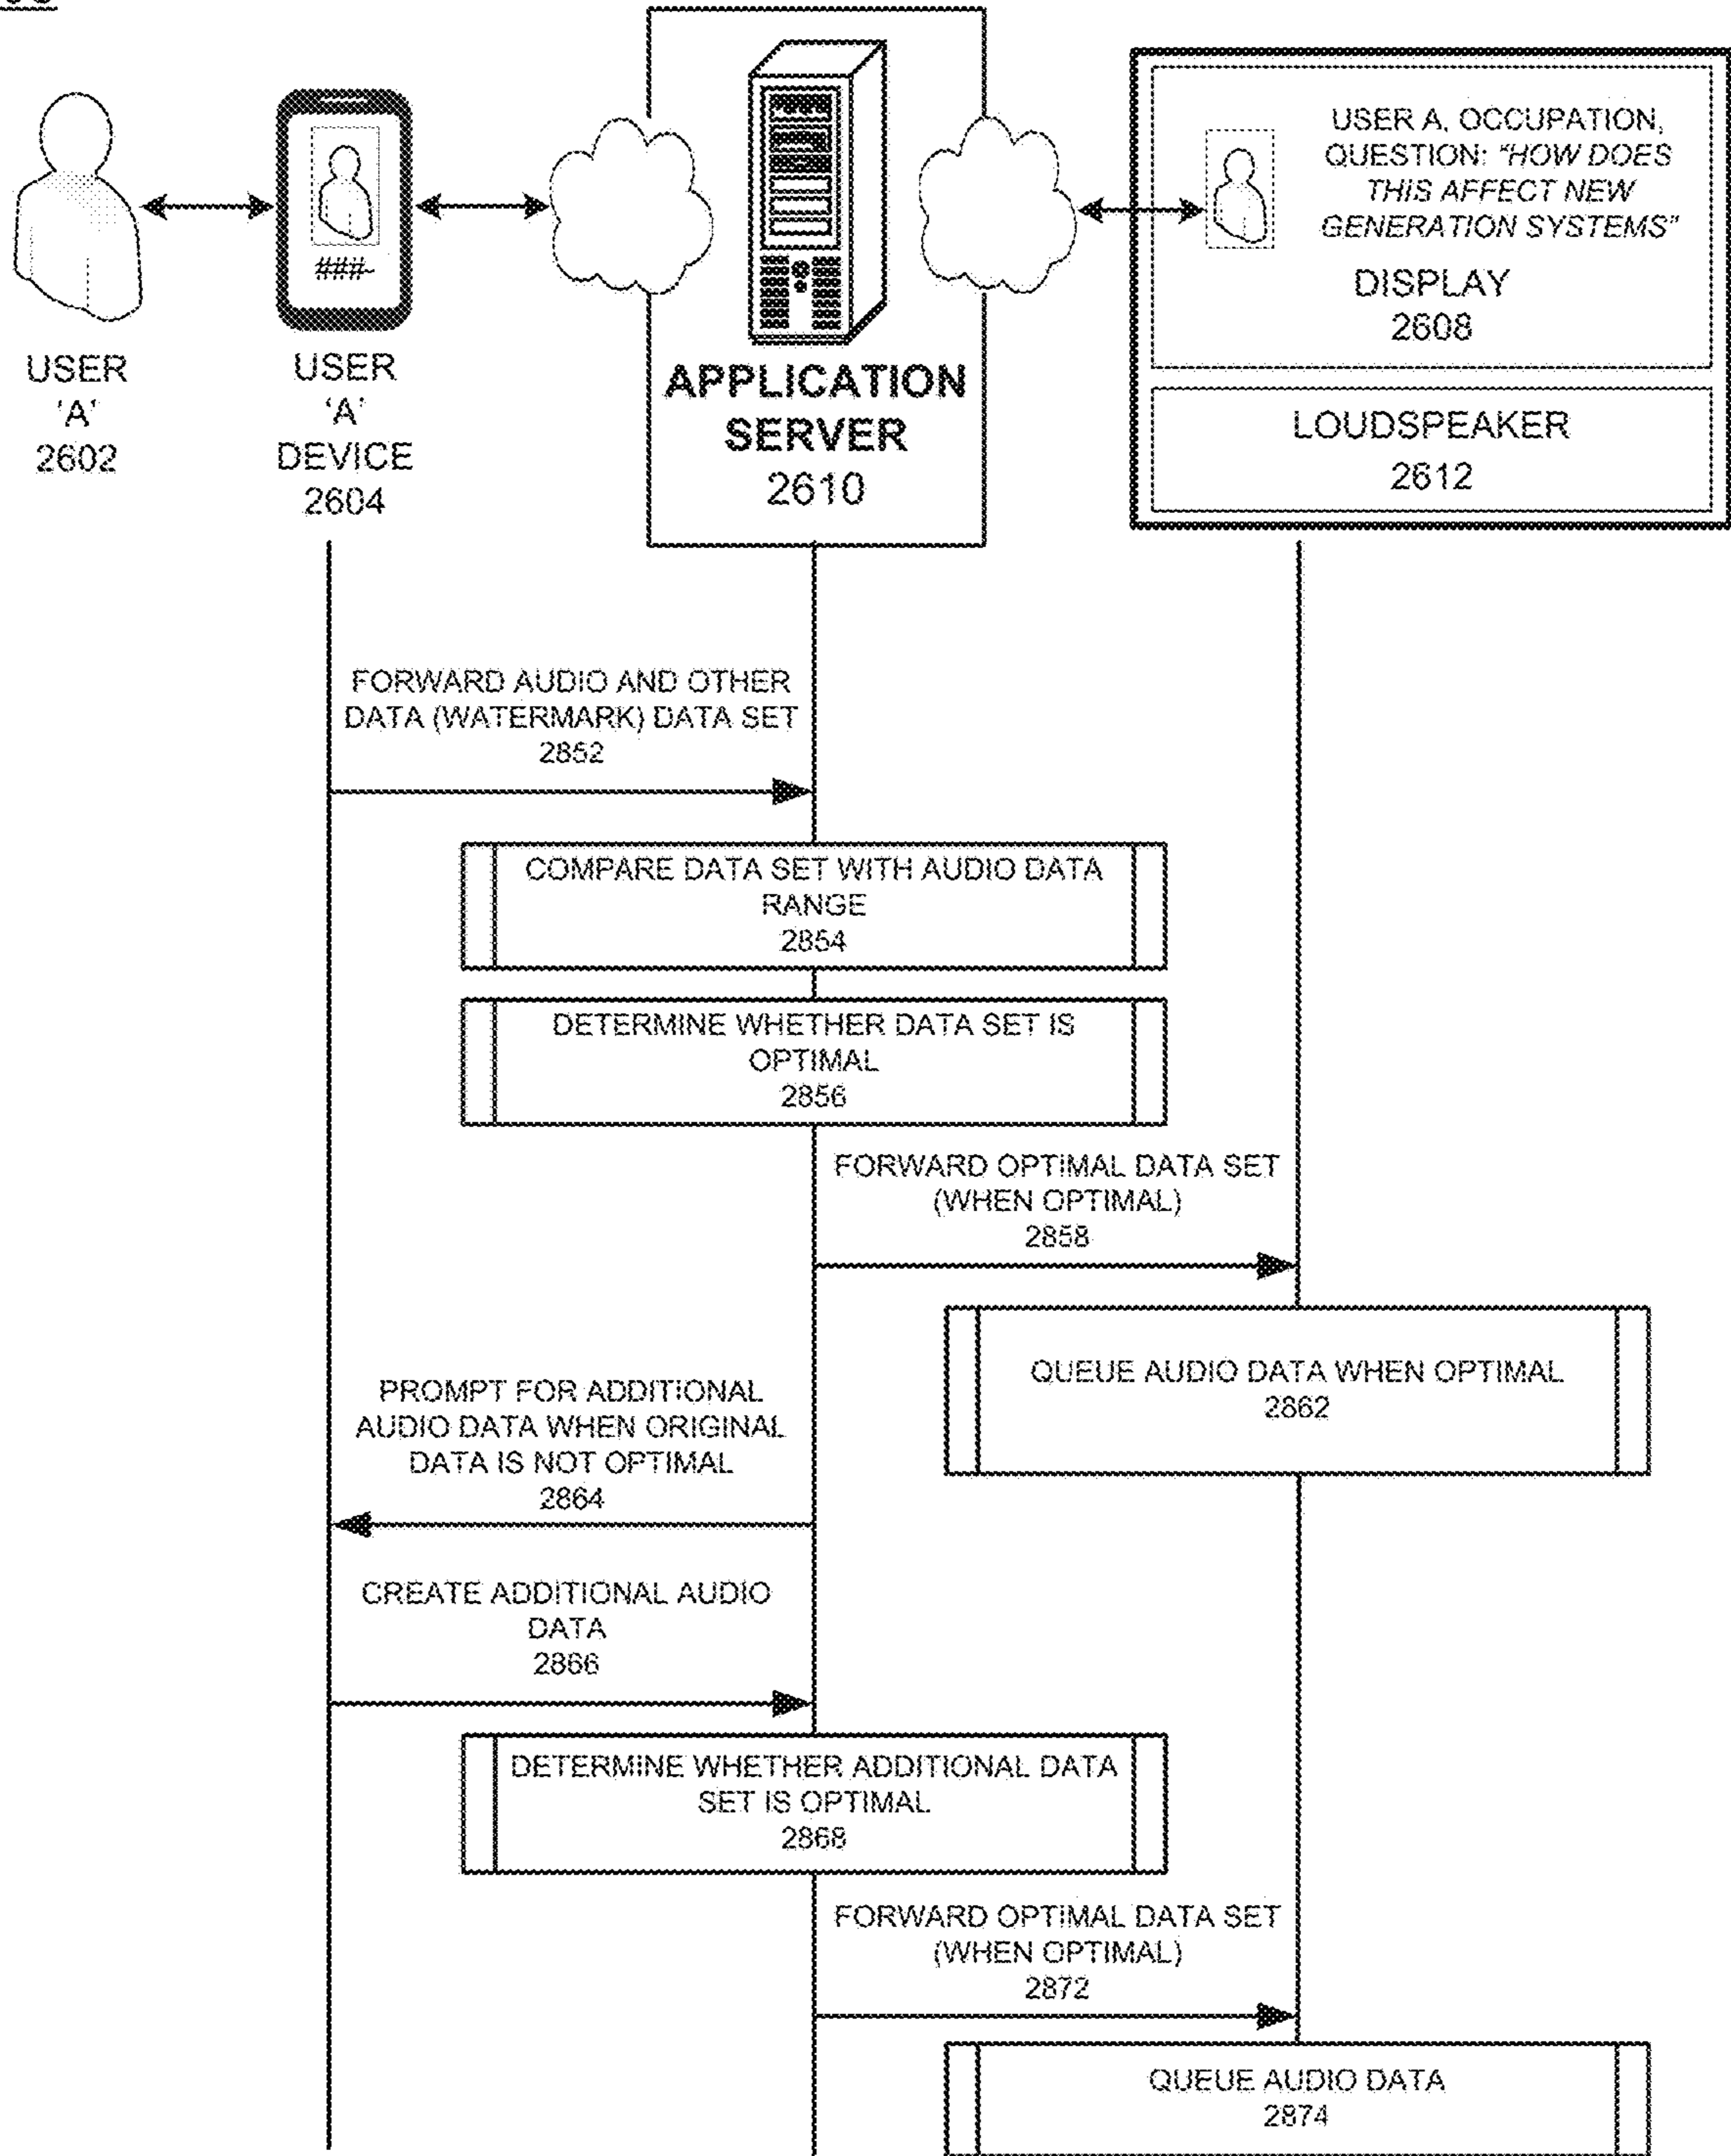 USER
'A'
2602
USER
'A'
DEVICE
2604
###~
APPLICATION
SERVER
2610
USER A, OCCUPATION,
QUESTION: "HOW DOES
THIS AFFECT NEW
GENERATION SYSTEMS"
DISPLAY
2608
LOUDSPEAKER
2612
FORWARD AUDIO AND OTHER
DATA (WATERMARK) DATA SET
2852
COMPARE DATA SET WITH AUDIO DATA
RANGE
2854
DETERMINE WHETHER DATA SET IS
OPTIMAL
2856
FORWARD OPTIMAL DATA SET
(WHEN OPTIMAL)
2858
QUEUE AUDIO DATA WHEN OPTIMAL
2862
PROMPT FOR ADDITIONAL
AUDIO DATA WHEN ORIGINAL
DATA IS NOT OPTIMAL
2864
CREATE ADDITIONAL AUDIO
DATA
2866
DETERMINE WHETHER ADDITIONAL DATA
SET IS OPTIMAL
2868
FORWARD OPTIMAL DATA SET
(WHEN OPTIMAL)
2872
QUEUE AUDIO DATA
2874